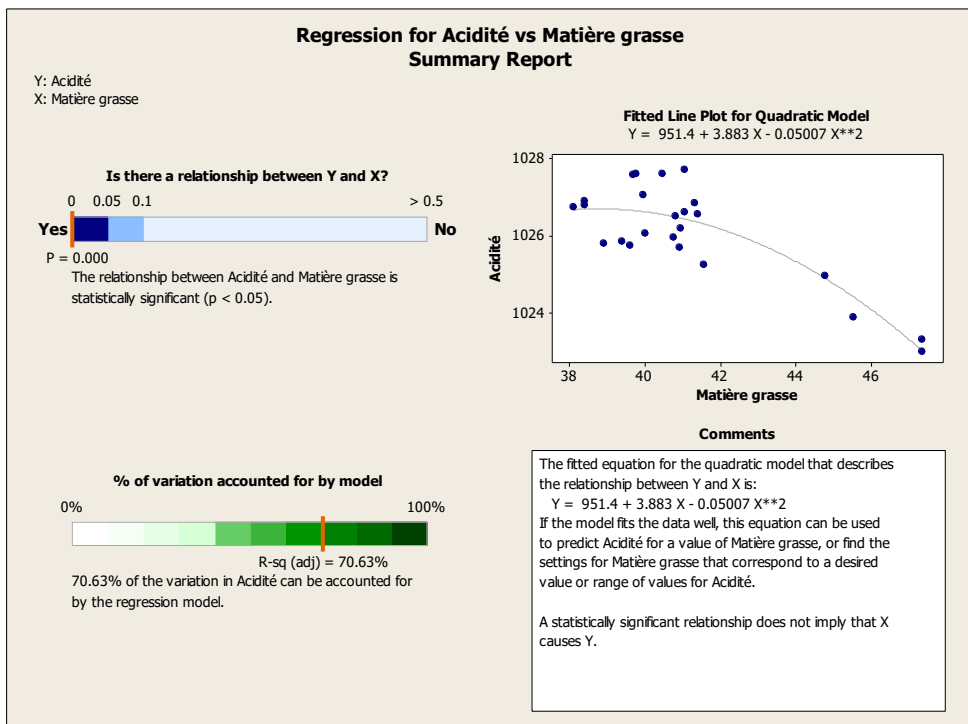 Regression for Acidité vs Matière grasse
Summary Report
Y: Acidité
X: Matière grasse
Is there a relationship between Y and X?
0 0.05 0.1 > 0.5
Yes No
P = 0.000
The relationship between Acidité and Matière grasse is
statistically significant (p < 0.05).
Fitted Line Plot for Quadratic Model
Y = 951.4 + 3.883 X - 0.05007 X**2
1028
1026
1024
Acidité
38 40 42 44 46
Matière grasse
% of variation accounted for by model
0% 100%
R-sq (adj) = 70.63%
70.63% of the variation in Acidité can be accounted for
by the regression model.
Comments
The fitted equation for the quadratic model that describes
the relationship between Y and X is:
Y = 951.4 + 3.883 X - 0.05007 X**2
If the model fits the data well, this equation can be used
to predict Acidité for a value of Matière grasse, or find the
settings for Matière grasse that correspond to a desired
value or range of values for Acidité.
A statistically significant relationship does not imply that X
causes Y.